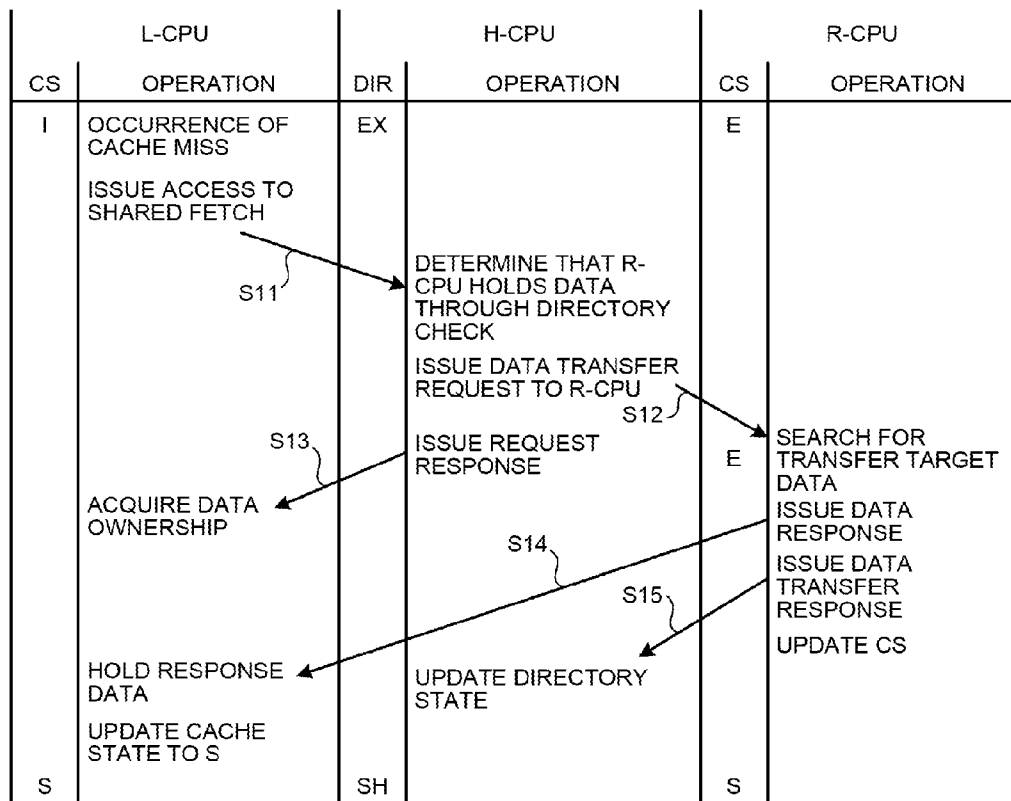 L-CPU
H-CPU
R-CPU
CS
OPERATION
DIR
OPERATION
CS
OPERATION
I
OCCURRENCE OF
CACHE MISS
EX
E
ISSUE ACCESS TO
SHARED FETCH
S11
DETERMINE THAT R-
CPU HOLDS DATA
THROUGH DIRECTORY
CHECK
ISSUE DATA TRANSFER
REQUEST TO R-CPU
S12
E
SEARCH FOR
TRANSFER TARGET
DATA
ISSUE REQUEST
RESPONSE
S13
ACQUIRE DATA
OWNERSHIP
ISSUE DATA
RESPONSE
S14
ISSUE DATA
TRANSFER
RESPONSE
S15
UPDATE CS
HOLD RESPONSE
DATA
UPDATE DIRECTORY
STATE
UPDATE CACHE
STATE TO S
S
SH
S